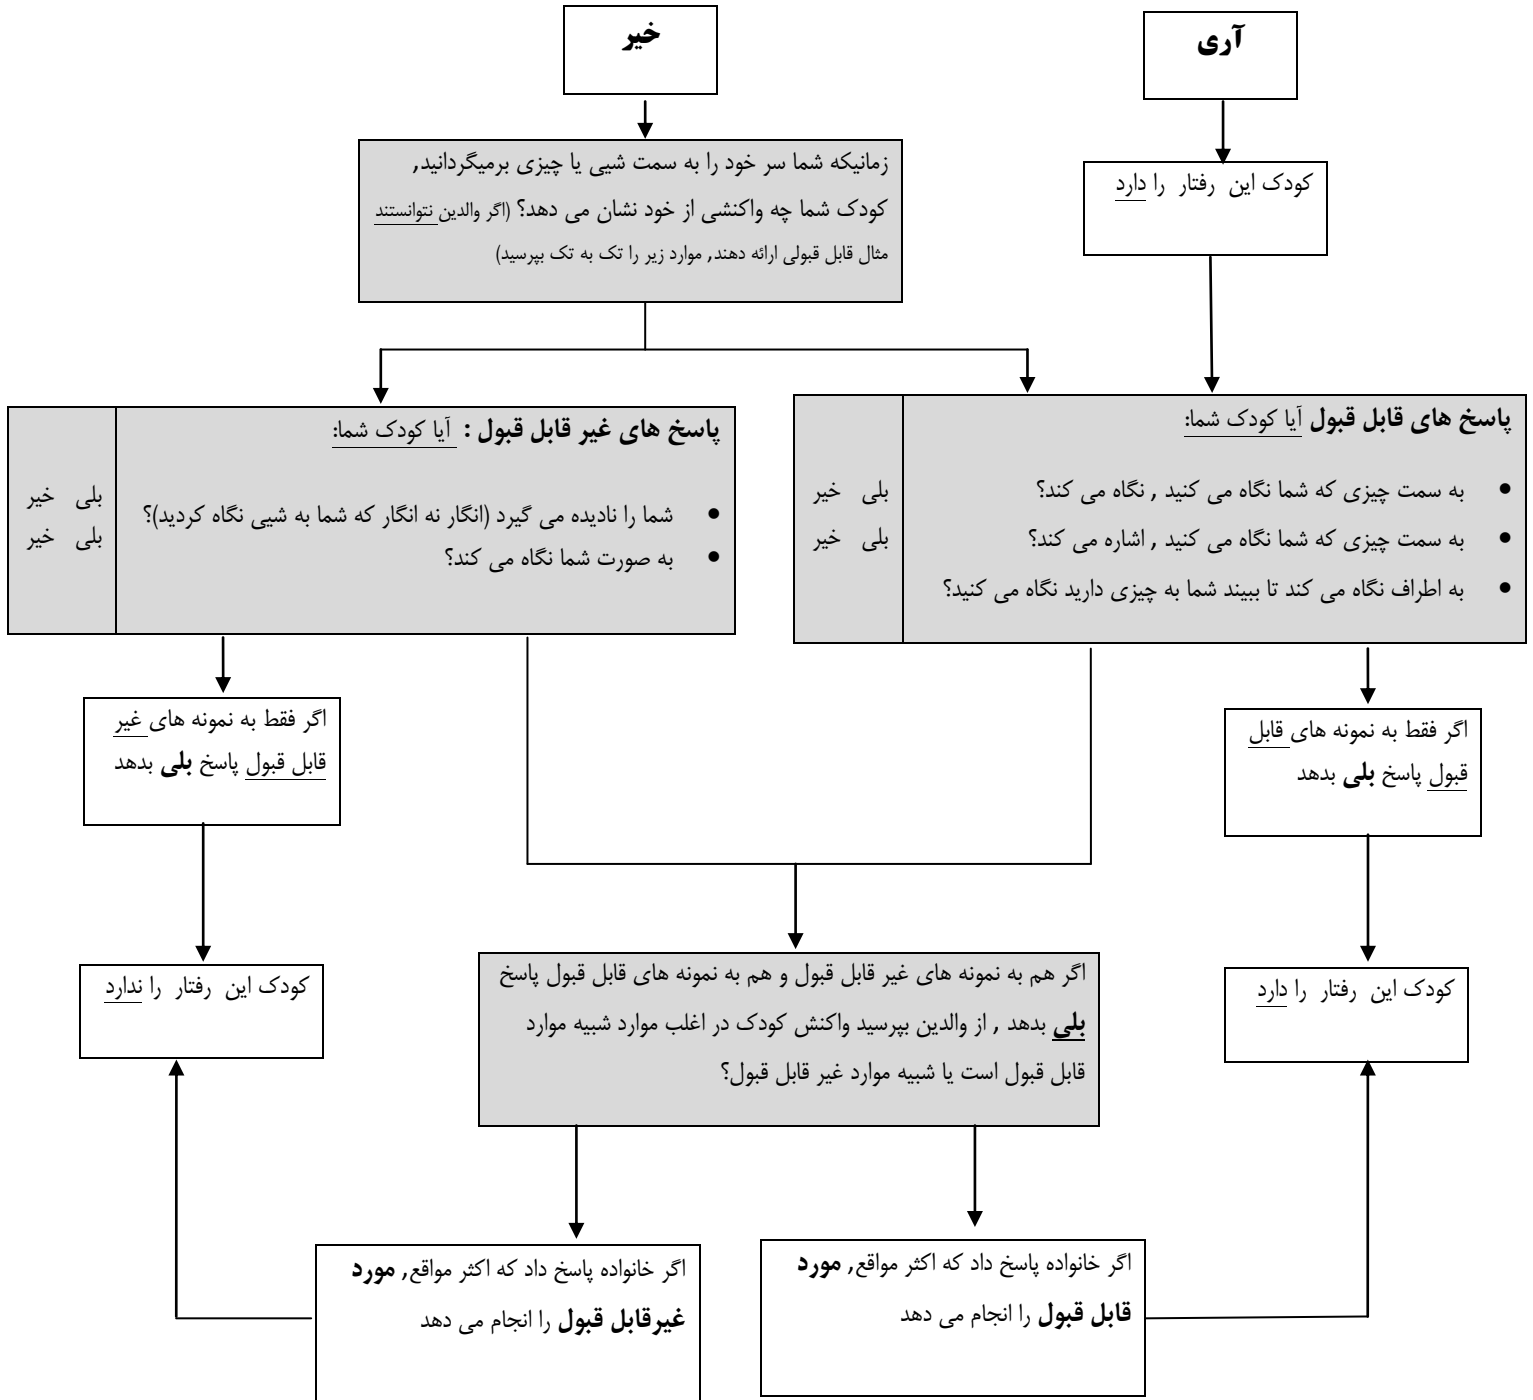 آری
خیر
کودک این رفتار را دارد
زمانیکه شما سر خود را به سمت شیی یا چیزی برمیگردانید,
کودک شما چه واکنشی از خود نشان می دهد؟ (اگر والدین نتوانستند
مثال قابل قبولی ارائه دهند, موارد زیر را تک به تک بپرسید)
پاسخ های قابل قبول آیا کودک شما:
• به سمت چیزی که شما نگاه می کنید , نگاه می کند؟
• به سمت چیزی که شما نگاه می کنید , اشاره می کند؟
• به اطراف نگاه می کند تا ببیند شما به چیزی دارید نگاه می کنید؟
بلی خیر
بلی خیر
پاسخ های غیر قابل قبول : آیا کودک شما:
• شما را نادیده می گیرد (انگار نه انگار که شما به شیی نگاه کردید)؟
• به صورت شما نگاه می کند؟
بلی خیر
بلی خیر
اگر فقط به نمونه های قابل
قبول پاسخ بلی بدهد
اگر فقط به نمونه های غیر
قابل قبول پاسخ بلی بدهد
کودک این رفتار را دارد
اگر هم به نمونه های غیر قابل قبول و هم به نمونه های قابل قبول پاسخ
بلی بدهد , از والدین بپرسید واکنش کودک در اغلب موارد شبیه موارد
قابل قبول است یا شبیه موارد غیر قابل قبول؟
کودک این رفتار را ندارد
اگر خانواده پاسخ داد که اکثر مواقع, مورد
قابل قبول را انجام می دهد
اگر خانواده پاسخ داد که اکثر مواقع, مورد
غیرقابل قبول را انجام می دهد